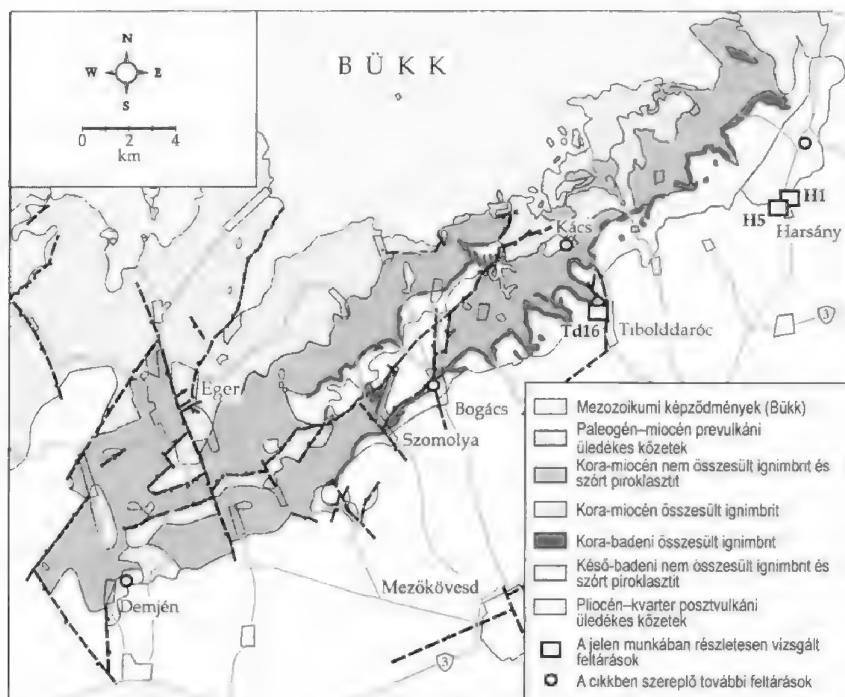 N
W E
S
0 2 4
km
BÜKK
H1
H5
Harsány
Kács
3
Td16
Tibolddaróc
Eger
Bogács
Szomolya
Mezőkövesd
Demjén
3
Mezozoikumi képződmények (Bükk)
Paleogén–miocén prevulkáni
üledékes kőzetek
Kora-miocén nem összesült ignimbrit és
szórt piroklasztit
Kora-miocén összesült ignimbrit
Kora-badeni összesült ignimbrit
Késő-badeni nem összesült ignimbrit és
szórt piroklasztit
Pliocén–kvarter posztvulkáni
üledékes kőzetek
A jelen munkában részletesen vizsgált
feltárások
A cikkben szereplő további feltárások